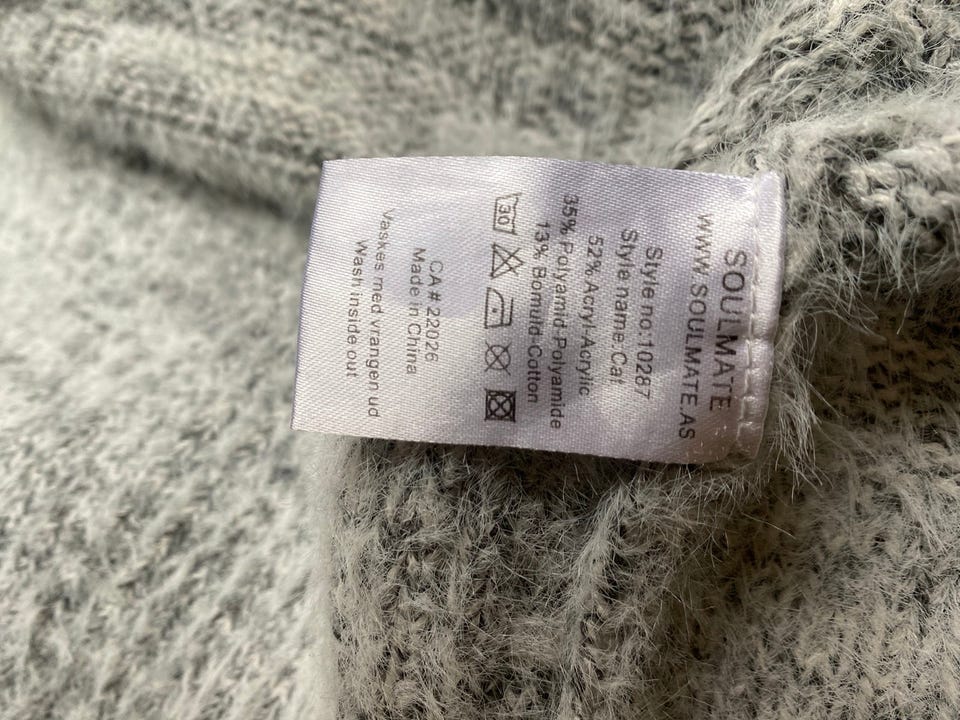 SOULMATE
WWW.SOULMATE.AS
Style no:10287
Style name:Cat
52% Acryl-Acrylic
35% Polyamid-Polyamide
13% Bomuld-Cotton
30
CA# 22026
Made in China
Vaskes med vrangen ud
Wash inside out